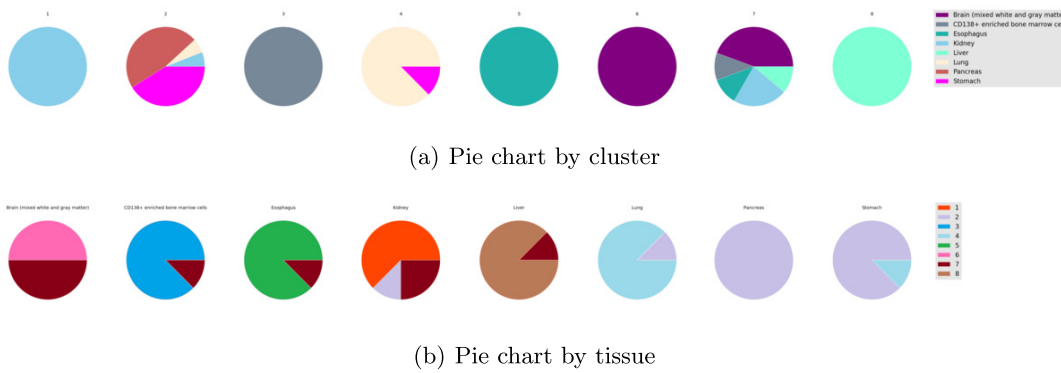 1 2 3 4 5 6 7 8
Brain (mixed white and gray matte
CD138+ enriched bone marrow ce
Esophagus
Kidney
Liver
Lung
Pancreas
Stomach
(a) Pie chart by cluster
Brain (mixed white and gray matter) CD138+ enriched bone marrow cells Esophagus Kidney Liver Lung Pancreas Stomach
1
2
3
4
5
6
7
8
(b) Pie chart by tissue